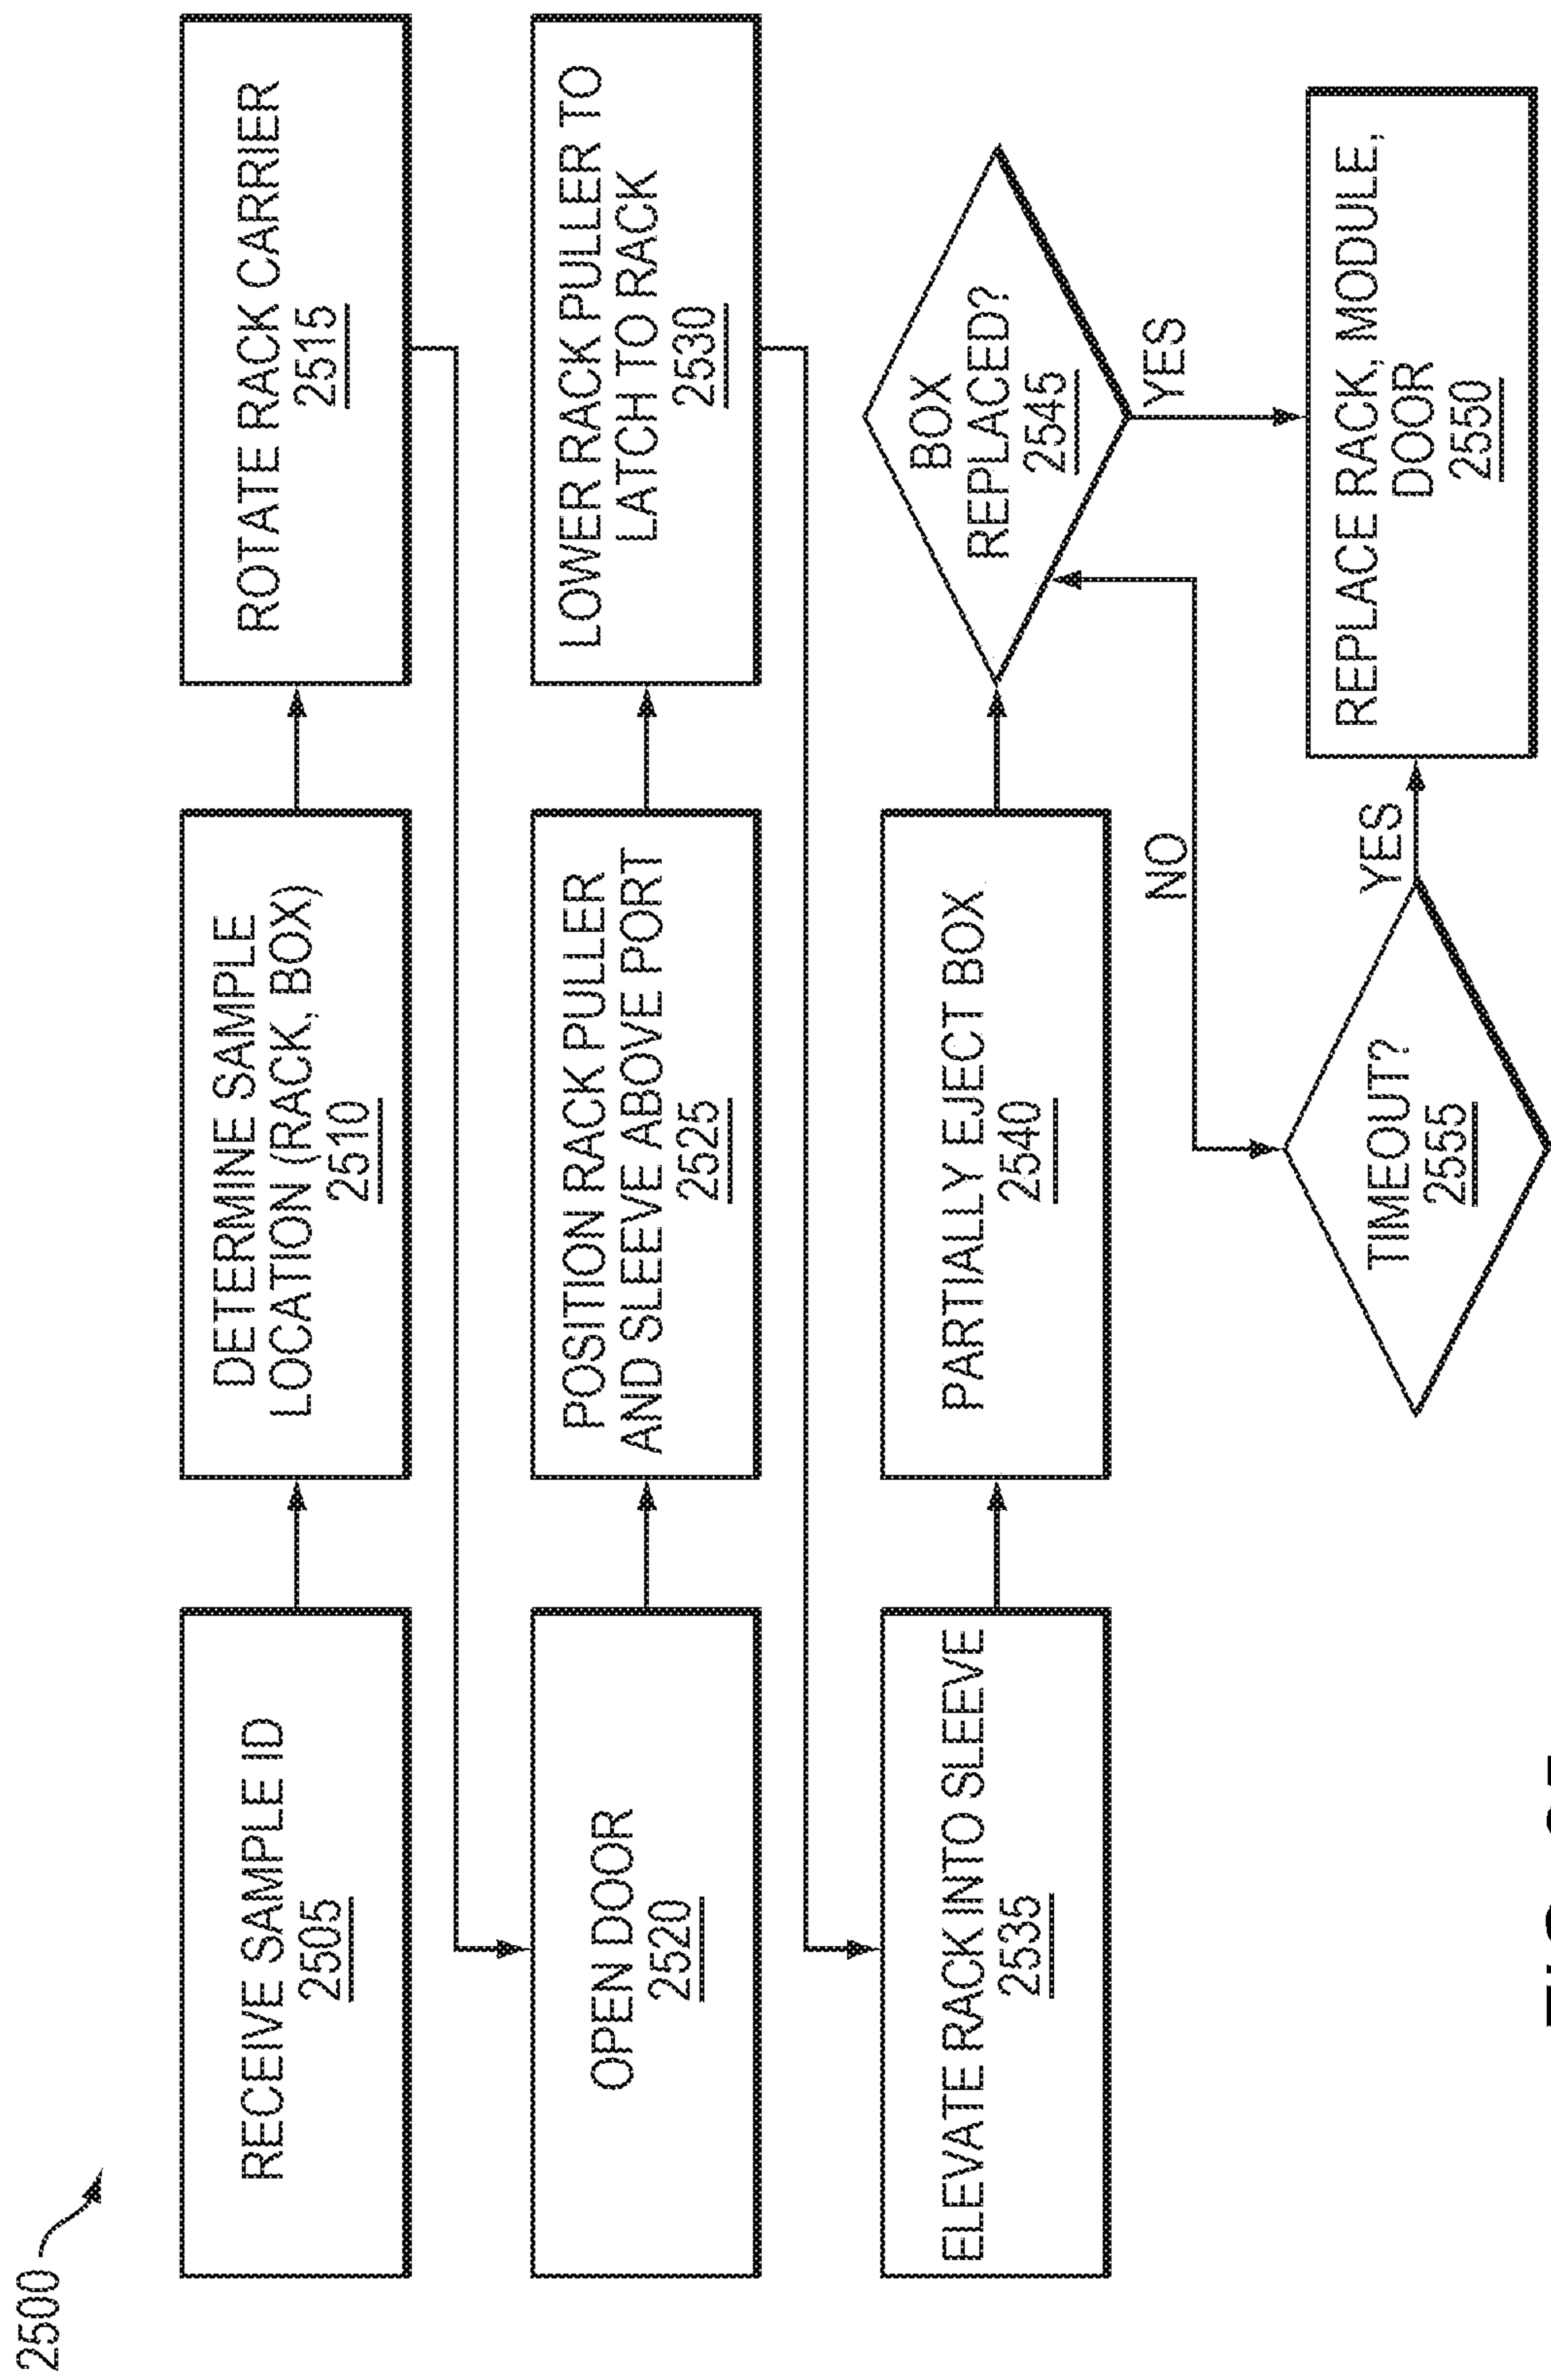 2500
RECEIVE SAMPLE ID
2505
DETERMINE SAMPLE
LOCATION (RACK, BOX)
2510
ROTATE RACK CARRIER
2515
OPEN DOOR
2520
POSITION RACK PULLER
AND SLEEVE ABOVE PORT
2525
LOWER RACK PULLER TO
LATCH TO RACK
2530
ELEVATE RACK INTO SLEEVE
2535
PARTIALLY EJECT BOX
2540
BOX
REPLACED?
2545
NO
YES
TIMEOUT?
2555
YES
REPLACE RACK, MODULE,
DOOR
2550